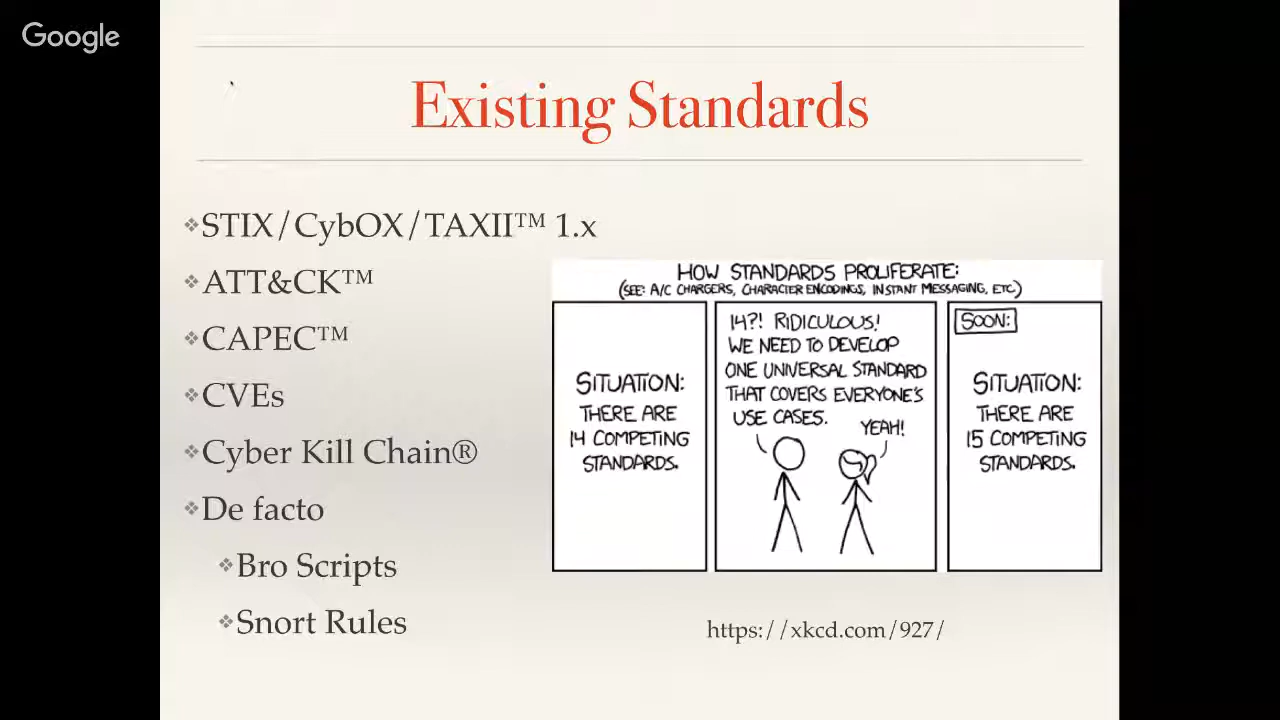 Google
Existing Standards
STIX/CybOX/TAXII™ 1.x
ATT&CK™
CAPEC™
CVEs
Cyber Kill Chain®
De facto
Bro Scripts
Snort Rules
HOW STANDARDS PROLIFERATE:
(SEE: A/C CHARGERS, CHARACTER ENCODINGS, INSTANT MESSAGING, ETC.)
SITUATION:
THERE ARE
14 COMPETING
STANDARDS.
14?! RIDICULOUS!
WE NEED TO DEVELOP
ONE UNIVERSAL STANDARD
THAT COVERS EVERYONE'S
USE CASES.
YEAH!
SOON:
SITUATION:
THERE ARE
15 COMPETING
STANDARDS.
https://xkcd.com/927/